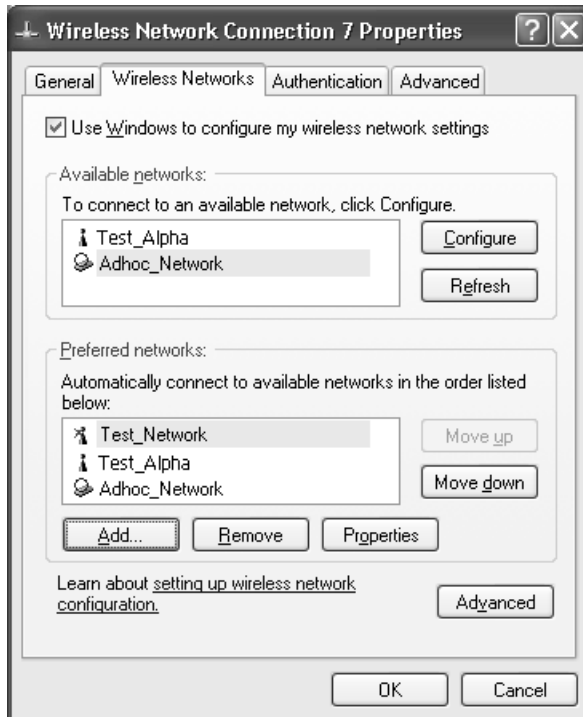 Wireless Network Connection 7 Properties
General Wireless Networks Authentication Advanced
Use Windows to configure my wireless network settings
Available networks:
To connect to an available network, click Configure.
Test_Alpha
Adhoc_Network
Configure
Refresh
Preferred networks:
Automatically connect to available networks in the order listed
below:
Test_Network
Test_Alpha
Adhoc_Network
Move up
Move down
Add... Remove Properties
Learn about setting up wireless network
configuration.
Advanced
OK Cancel